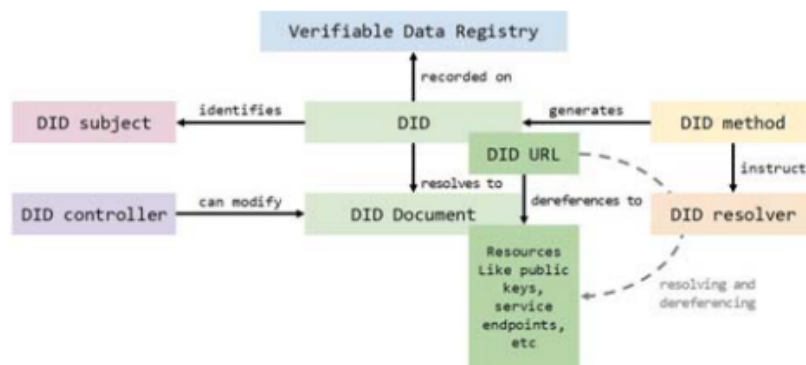 Verifiable Data Registry
recorded on
identifies
generates
DID subject
DID
DID method
DID URL
instruct
resolves to
dereferences to
can modify
DID controller
DID Document
DID resolver
Resources
Like public
keys,
service
endpoints,
etc
resolving and
dereferencing